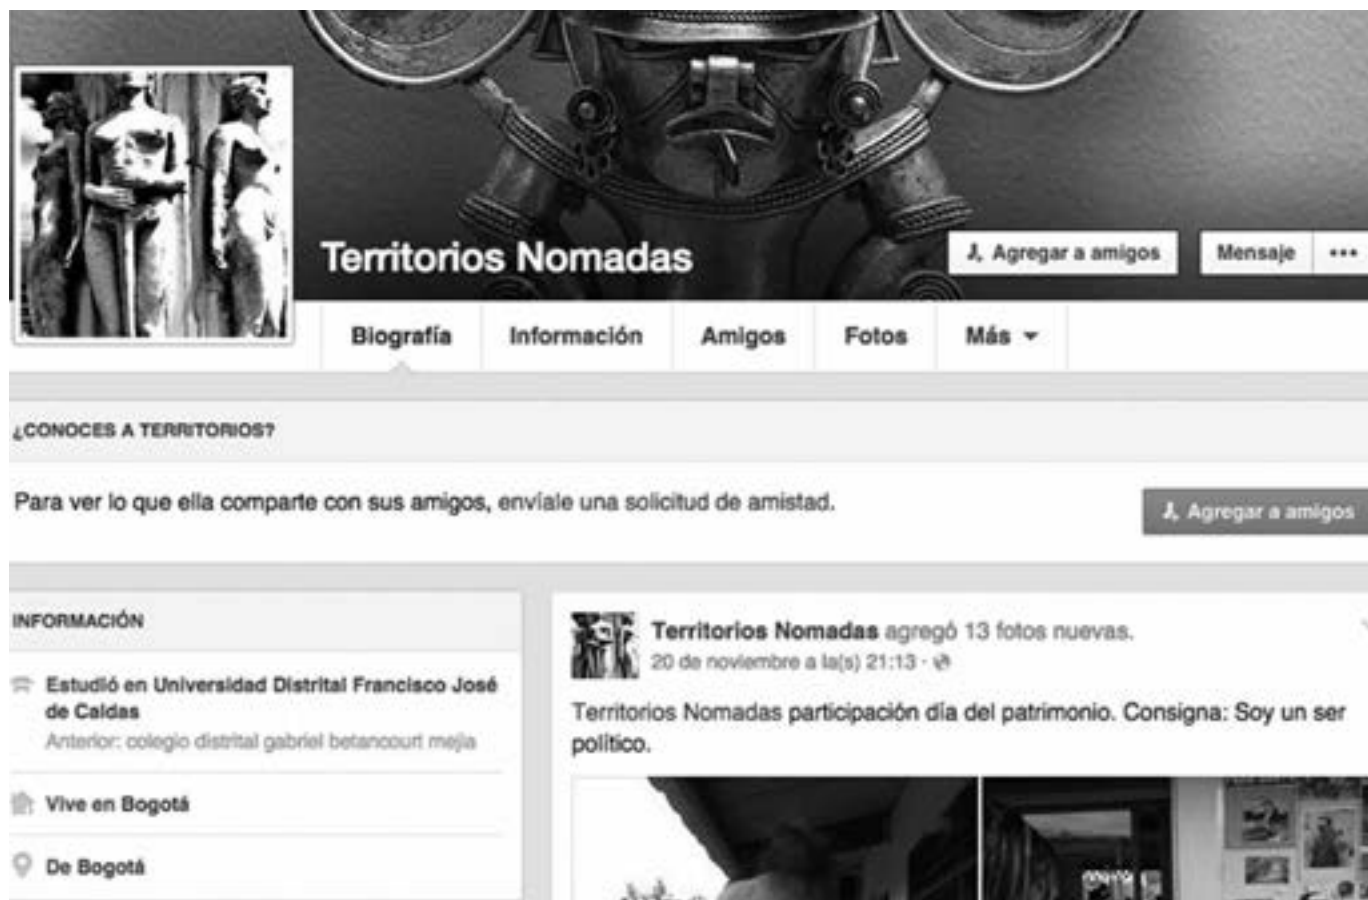 Territorios Nomadas
Agregar a amigos
Mensaje
Biografía
Información
Amigos
Fotos
Más
¿CONOCES A TERRITORIOS?
Para ver lo que ella comparte con sus amigos, envíale una solicitud de amistad.
Agregar a amigos
INFORMACIÓN
Estudió en Universidad Distrital Francisco José
de Caldas
Anterior: colegio distrital gabriel betancourt mejia
Vive en Bogotá
De Bogotá
Territorios Nomadas agregó 13 fotos nuevas.
20 de noviembre a la(s) 21:13 ·
Territorios Nomadas participación día del patrimonio. Consigna: Soy un ser
político.